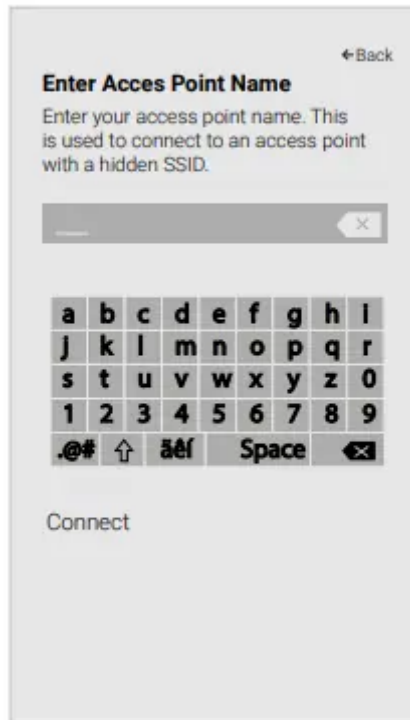 ←Back
Enter Acces Point Name
Enter your access point name. This
is used to connect to an access point
with a hidden SSID.
a b c d e f g h i
j k l m n o p q r
s t u v w x y z 0
1 2 3 4 5 6 7 8 9
.@# ãêí Space
Connect